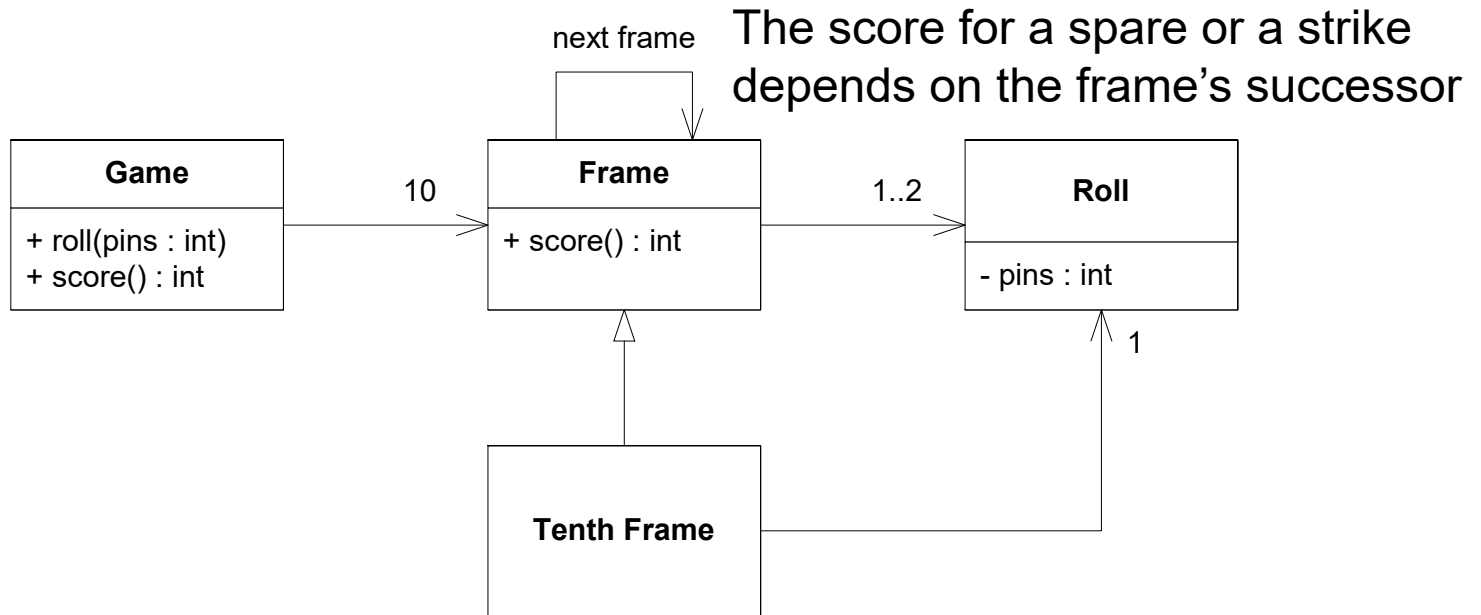 next frame
The score for a spare or a strike
depends on the frame’s successor
Game
+ roll(pins : int)
+ score() : int
10
Frame
+ score() : int
1..2
Roll
- pins : int
1
Tenth Frame